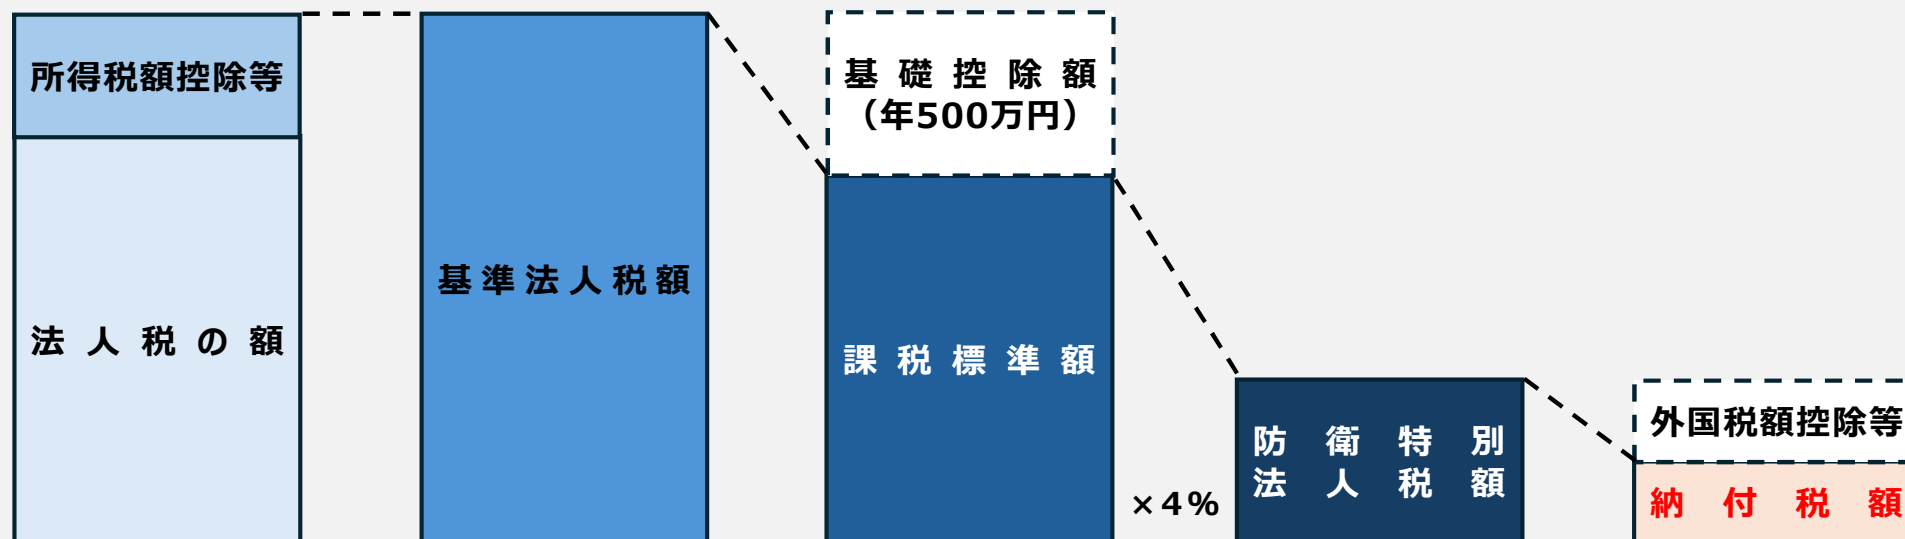 所得税額控除等
法人税の額
基準法人税額
基礎控除額
（年500万円）
課税標準額
×４%
防衛特別
法人税額
外国税額控除等
納付税額